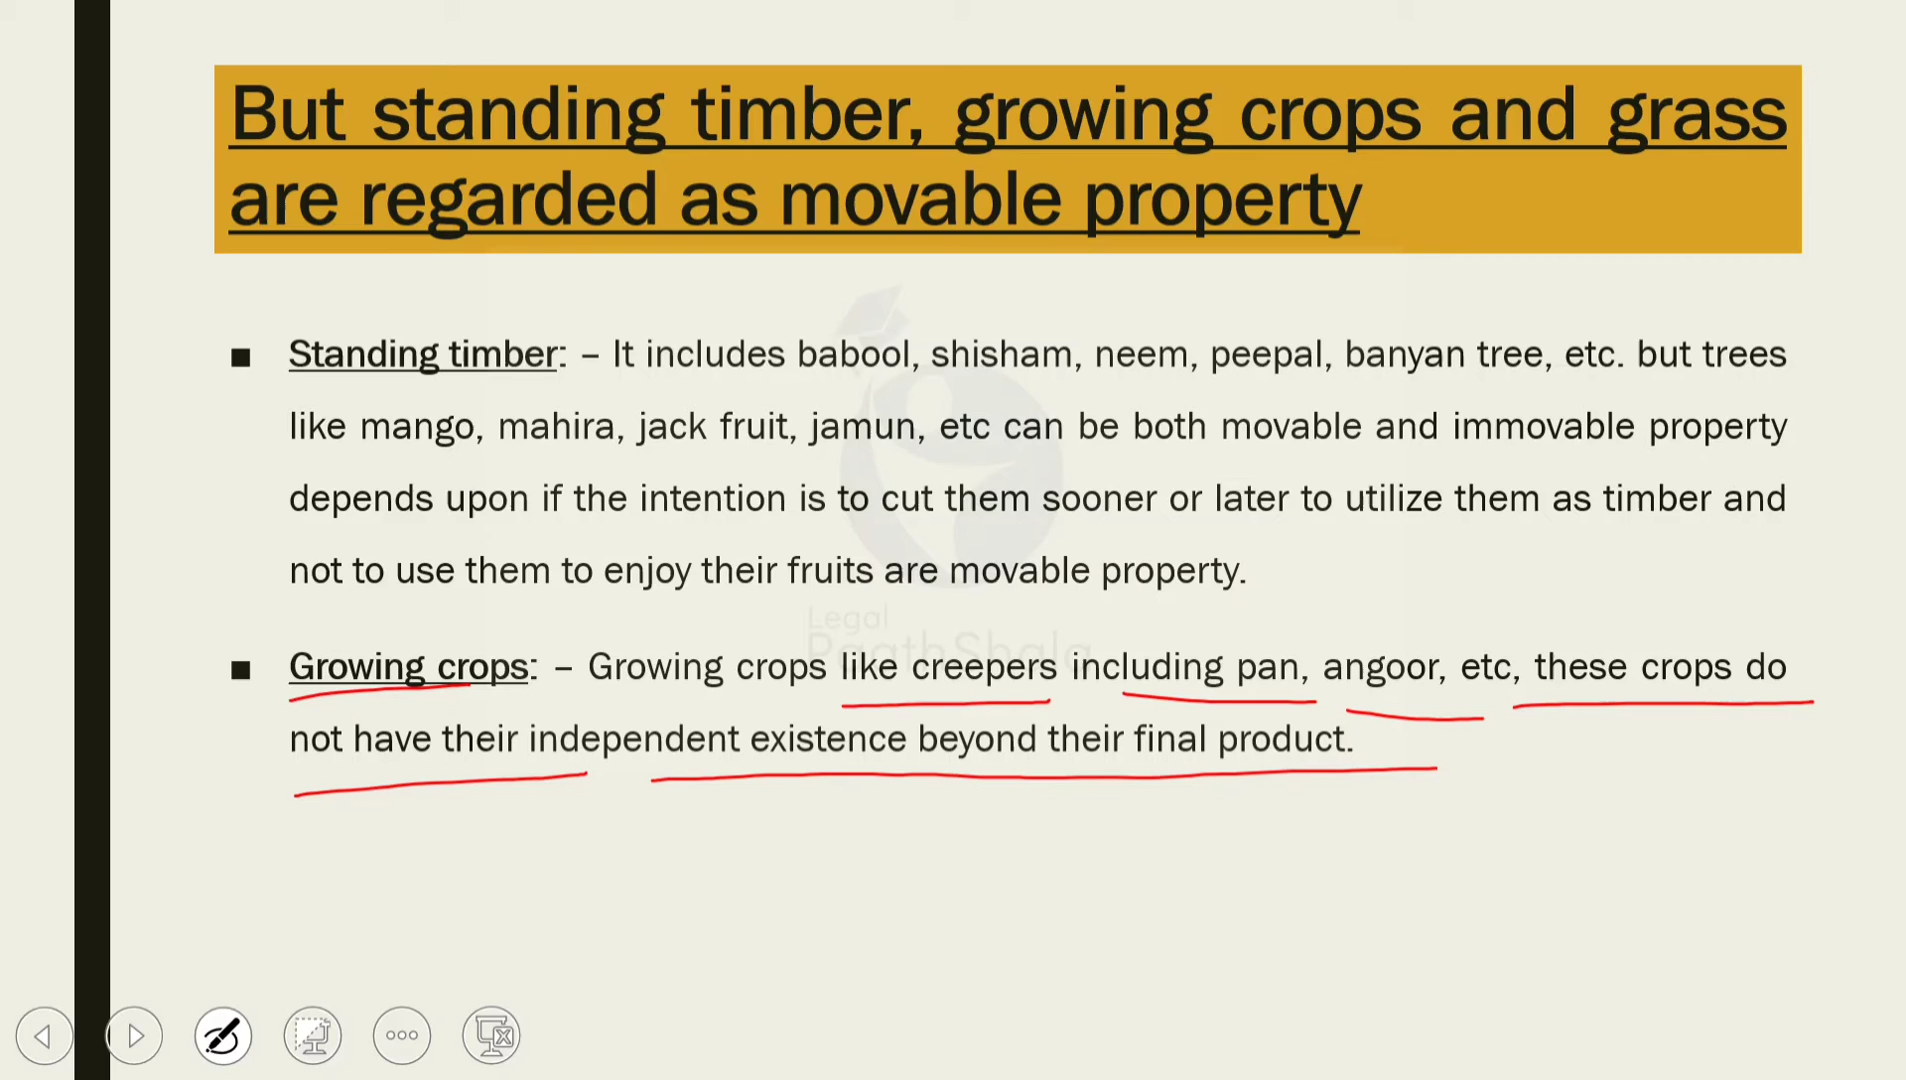 But standing timber, growing crops and grass
are regarded as movable property
■ Standing timber: – It includes babool, shisham, neem, peepal, banyan tree, etc. but trees
like mango, mahira, jack fruit, jamun, etc can be both movable and immovable property
depends upon if the intention is to cut them sooner or later to utilize them as timber and
not to use them to enjoy their fruits are movable property.
Legal
PaathShala
■ Growing crops: – Growing crops like creepers including pan, angoor, etc, these crops do
not have their independent existence beyond their final product.